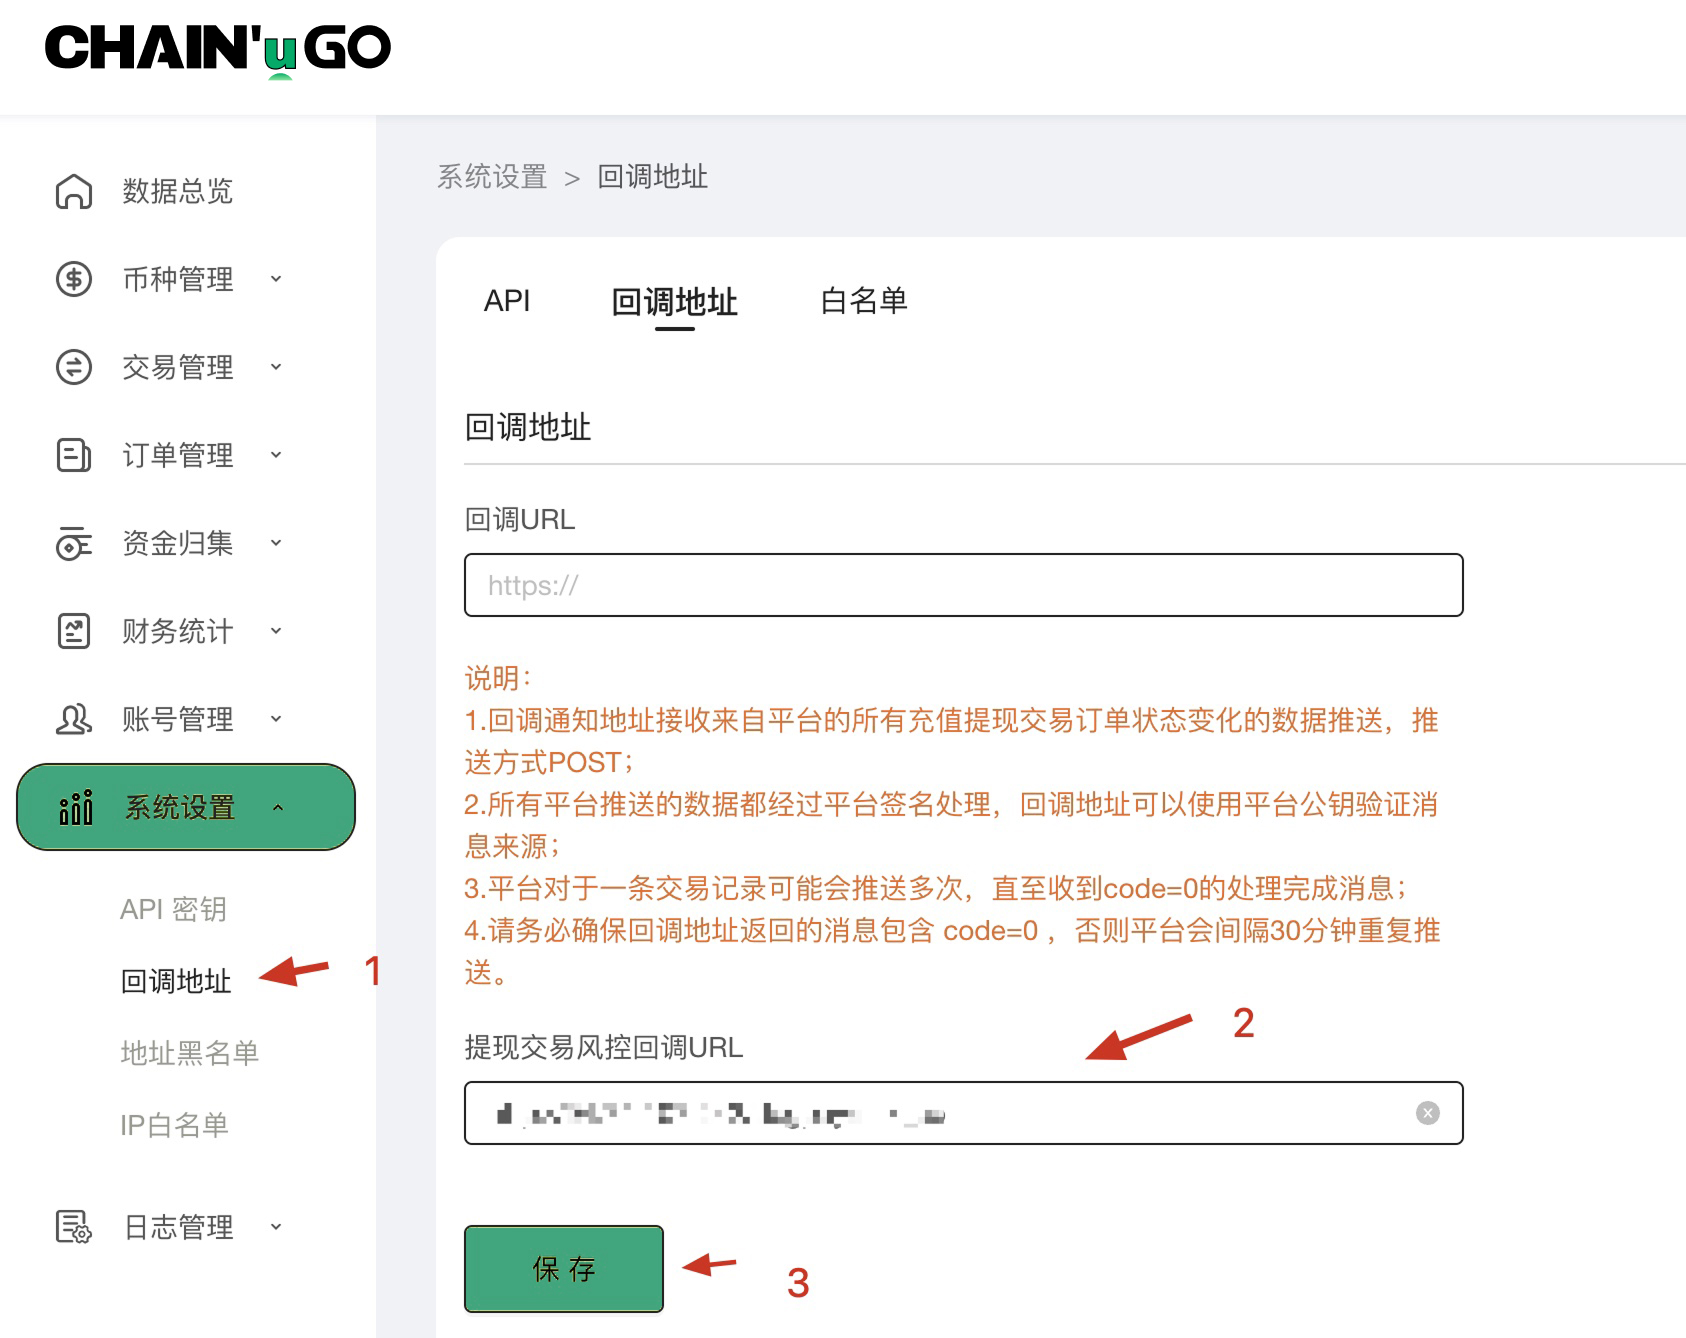 CHAIN'u GO
数据总览
币种管理
交易管理
订单管理
资金归集
财务统计
账号管理
系统设置
API 密钥
回调地址
1
地址黑名单
IP白名单
日志管理
系统设置 > 回调地址
API 回调地址 白名单
回调地址
回调URL
https://
说明：
1.回调通知地址接收来自平台的所有充值提现交易订单状态变化的数据推送，推
送方式POST；
2.所有平台推送的数据都经过平台签名处理，回调地址可以使用平台公钥验证消
息来源；
3.平台对于一条交易记录可能会推送多次，直至收到code=0的处理完成消息；
4.请务必确保回调地址返回的消息包含 code=0 ，否则平台会间隔30分钟重复推
送。
2
提现交易风控回调URL
保 存
3